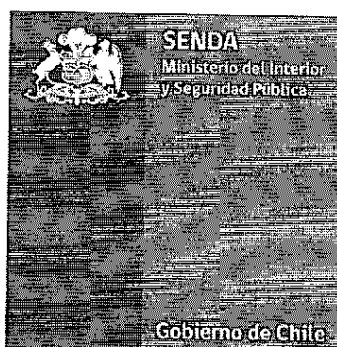 SENDA
Ministerio del Interior
y Seguridad Pública
Gobierno de Chile